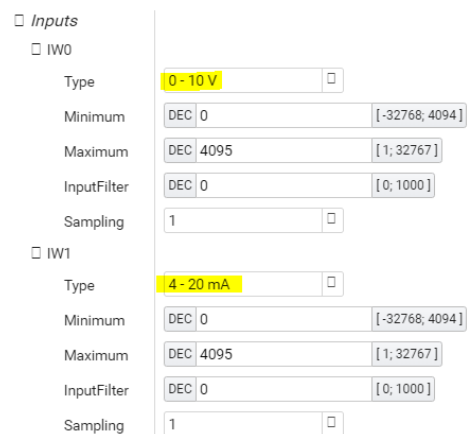 Inputs
IW0
Type 0 - 10 V
Minimum DEC 0 [ -32768; 4094 ]
Maximum DEC 4095 [ 1; 32767 ]
InputFilter DEC 0 [ 0; 1000 ]
Sampling 1
IW1
Type 4 - 20 mA
Minimum DEC 0 [ -32768; 4094 ]
Maximum DEC 4095 [ 1; 32767 ]
InputFilter DEC 0 [ 0; 1000 ]
Sampling 1